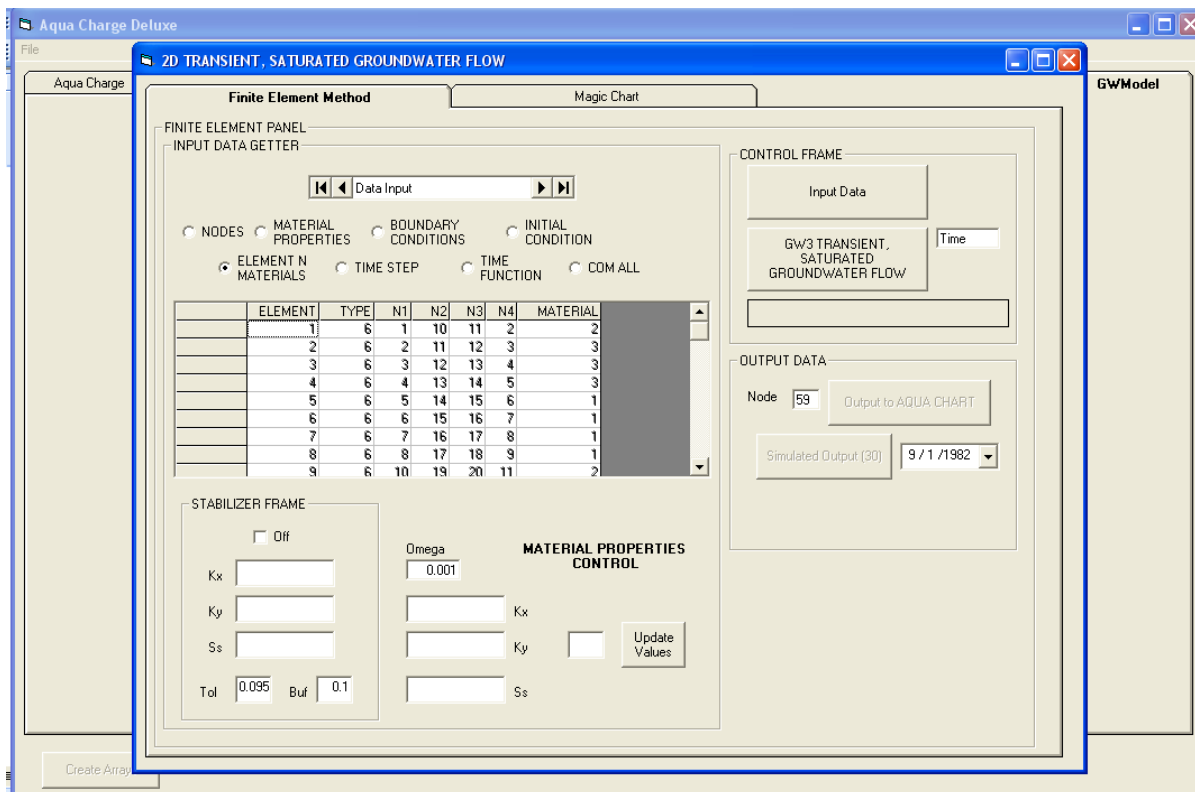 Aqua Charge Deluxe
File
Aqua Charge
GWModel
2D TRANSIENT, SATURATED GROUNDWATER FLOW
Finite Element Method
Magic Chart
FINITE ELEMENT PANEL
INPUT DATA GETTER
Data Input
NODES
MATERIAL
PROPERTIES
BOUNDARY
CONDITIONS
INITIAL
CONDITION
ELEMENT N
MATERIALS
TIME STEP
TIME
FUNCTION
COM ALL
ELEMENT TYPE N1 N2 N3 N4 MATERIAL
1 6 1 10 11 2 2
2 6 2 11 12 3 3
3 6 3 12 13 4 3
4 6 4 13 14 5 3
5 6 5 14 15 6 1
6 6 6 15 16 7 1
7 6 7 16 17 8 1
8 6 8 17 18 9 1
9 6 10 19 20 11 2
STABILIZER FRAME
Off
Kx
Ky
Ss
Tol 0.095 Buf 0.1
Omega
0.001
MATERIAL PROPERTIES
CONTROL
Kx
Ky
Ss
Update
Values
CONTROL FRAME
Input Data
GW3 TRANSIENT,
SATURATED
GROUNDWATER FLOW
Time
OUTPUT DATA
Node 59 Output to AQUA CHART
Simulated Output (30) 9 / 1 /1982
Create Array